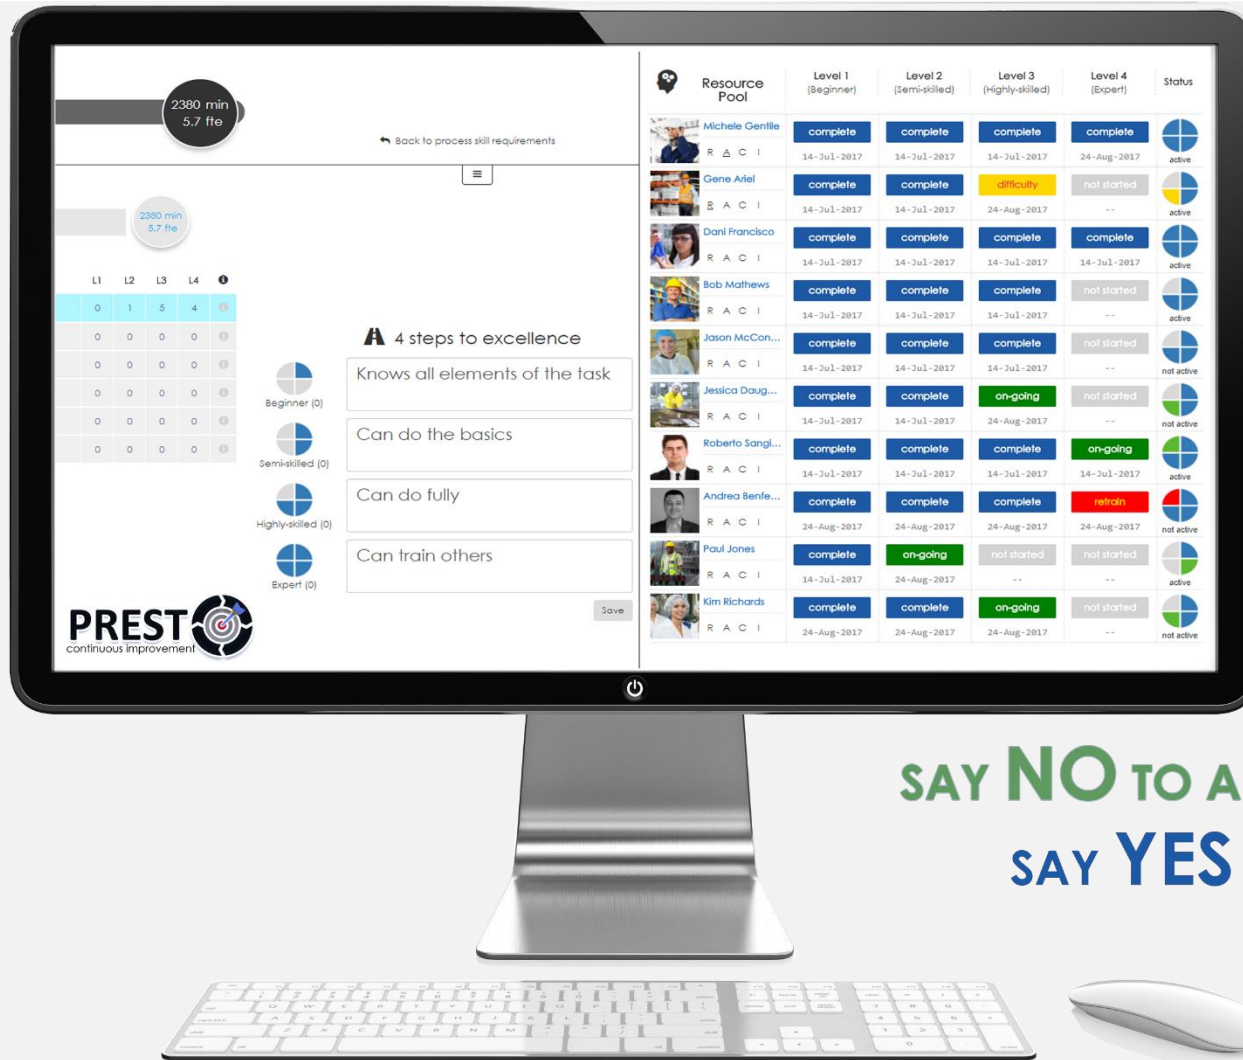 2380 min
5.7 fte
Back to process skill requirements
2380 min
5.7 fte
L1 L2 L3 L4
0 1 5 4
0 0 0 0
0 0 0 0
0 0 0 0
0 0 0 0
0 0 0 0
4 steps to excellence
Beginner (0)
Knows all elements of the task
Semi-skilled (0)
Can do the basics
Highly-skilled (0)
Can do fully
Expert (0)
Can train others
Save
PREST
continuous improvement
Resource Pool
Level 1 (Beginner)
Level 2 (Semi-skilled)
Level 3 (Highly-skilled)
Level 4 (Expert)
Status
Michele Gentile complete complete complete complete
R A C I 14-Jul-2017 14-Jul-2017 14-Jul-2017 24-Aug-2017 active
Gene Ariel complete complete difficulty not started
R A C I 14-Jul-2017 14-Jul-2017 24-Aug-2017 -- active
Dani Francisco complete complete complete complete
R A C I 14-Jul-2017 14-Jul-2017 14-Jul-2017 14-Jul-2017 active
Bob Mathews complete complete complete not started
R A C I 14-Jul-2017 14-Jul-2017 14-Jul-2017 -- active
Jason McCon... complete complete complete not started
R A C I 14-Jul-2017 14-Jul-2017 14-Jul-2017 -- not active
Jessica Daug... complete complete on-going not started
R A C I 14-Jul-2017 14-Jul-2017 24-Aug-2017 -- not active
Roberto Sangi... complete complete complete on-going
R A C I 14-Jul-2017 14-Jul-2017 14-Jul-2017 14-Jul-2017 active
Andrea Benfe... complete complete complete retrain
R A C I 24-Aug-2017 24-Aug-2017 24-Aug-2017 24-Aug-2017 not active
Paul Jones complete on-going not started not started
R A C I 14-Jul-2017 24-Aug-2017 -- -- active
Kim Richards complete complete on-going not started
R A C I 24-Aug-2017 24-Aug-2017 24-Aug-2017 -- not active
SAY NO TO A
SAY YES